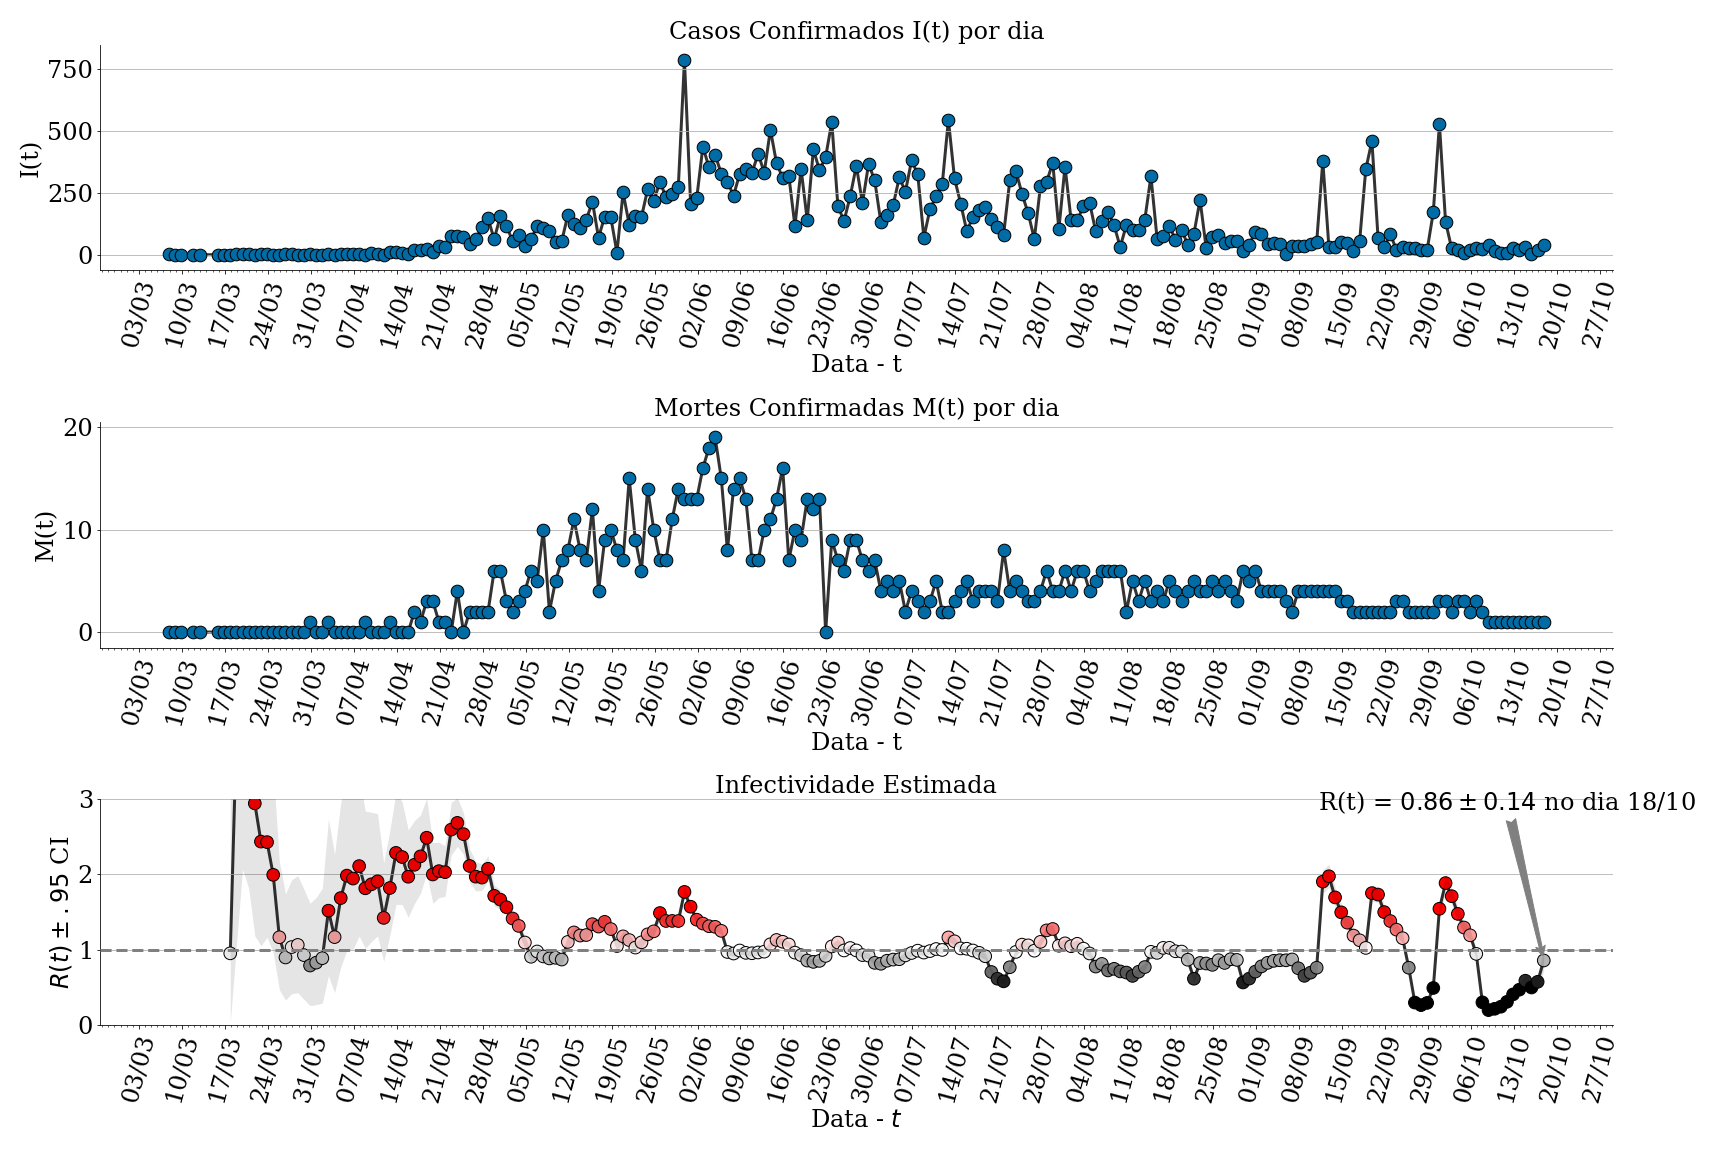 Casos Confirmados I(t) por dia
I(t)
750
500
250
0
03/03 10/03 17/03 24/03 31/03 07/04 14/04 21/04 28/04 05/05 12/05 19/05 26/05 02/06 09/06 16/06 23/06 30/06 07/07 14/07 21/07 28/07 04/08 11/08 18/08 25/08 01/09 08/09 15/09 22/09 29/09 06/10 13/10 20/10 27/10
Data - t
Mortes Confirmadas M(t) por dia
M(t)
20
10
0
03/03 10/03 17/03 24/03 31/03 07/04 14/04 21/04 28/04 05/05 12/05 19/05 26/05 02/06 09/06 16/06 23/06 30/06 07/07 14/07 21/07 28/07 04/08 11/08 18/08 25/08 01/09 08/09 15/09 22/09 29/09 06/10 13/10 20/10 27/10
Data - t
Infectividade Estimada
R(t) = 0.86 ± 0.14 no dia 18/10
R(t) ± .95 CI
3
2
1
0
03/03 10/03 17/03 24/03 31/03 07/04 14/04 21/04 28/04 05/05 12/05 19/05 26/05 02/06 09/06 16/06 23/06 30/06 07/07 14/07 21/07 28/07 04/08 11/08 18/08 25/08 01/09 08/09 15/09 22/09 29/09 06/10 13/10 20/10 27/10
Data - t